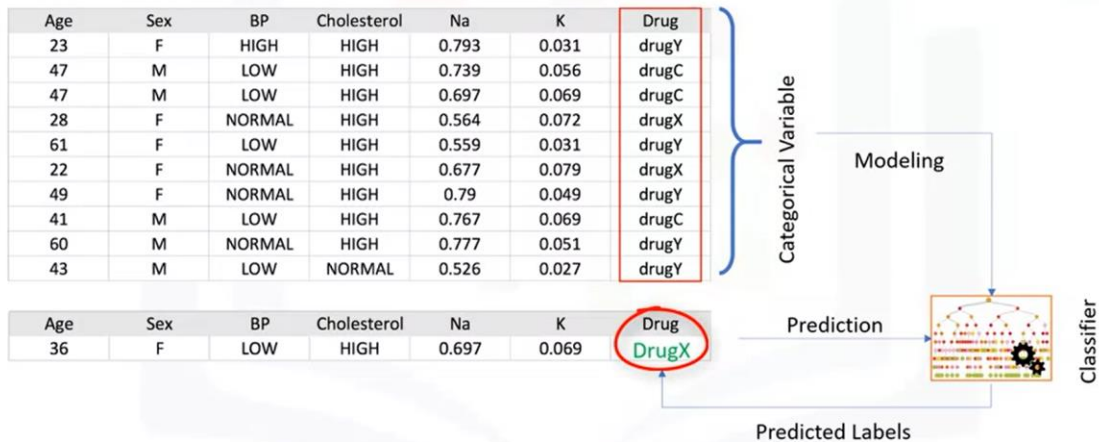 Age Sex BP Cholesterol Na K Drug
23 F HIGH HIGH 0.793 0.031 drugY
47 M LOW HIGH 0.739 0.056 drugC
47 M LOW HIGH 0.697 0.069 drugC
28 F NORMAL HIGH 0.564 0.072 drugX
61 F LOW HIGH 0.559 0.031 drugY
22 F NORMAL HIGH 0.677 0.079 drugX
49 F NORMAL HIGH 0.79 0.049 drugY
41 M LOW HIGH 0.767 0.069 drugC
60 M NORMAL HIGH 0.777 0.051 drugY
43 M LOW NORMAL 0.526 0.027 drugY
Categorical Variable
Modeling
Age Sex BP Cholesterol Na K Drug
36 F LOW HIGH 0.697 0.069 DrugX
Prediction
Classifier
Predicted Labels